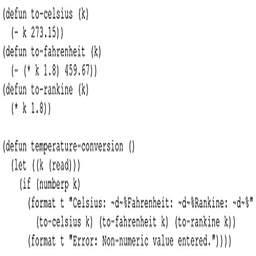 (defun to-celsius (k)
(- k 273.15))
(defun to-fahrenheit (k)
(- (* k 1.8) 459.67))
(defun to-rankine (k)
(* k 1.8))
(defun temperature-conversion ()
(let ((k (read)))
(if (numberp k)
(format t "Celsius: ~d~%Fahrenheit: ~d~%Rankine: ~d~%"
(to-celsius k) (to-fahrenheit k) (to-rankine k))
(format t "Error: Non-numeric value entered."))))